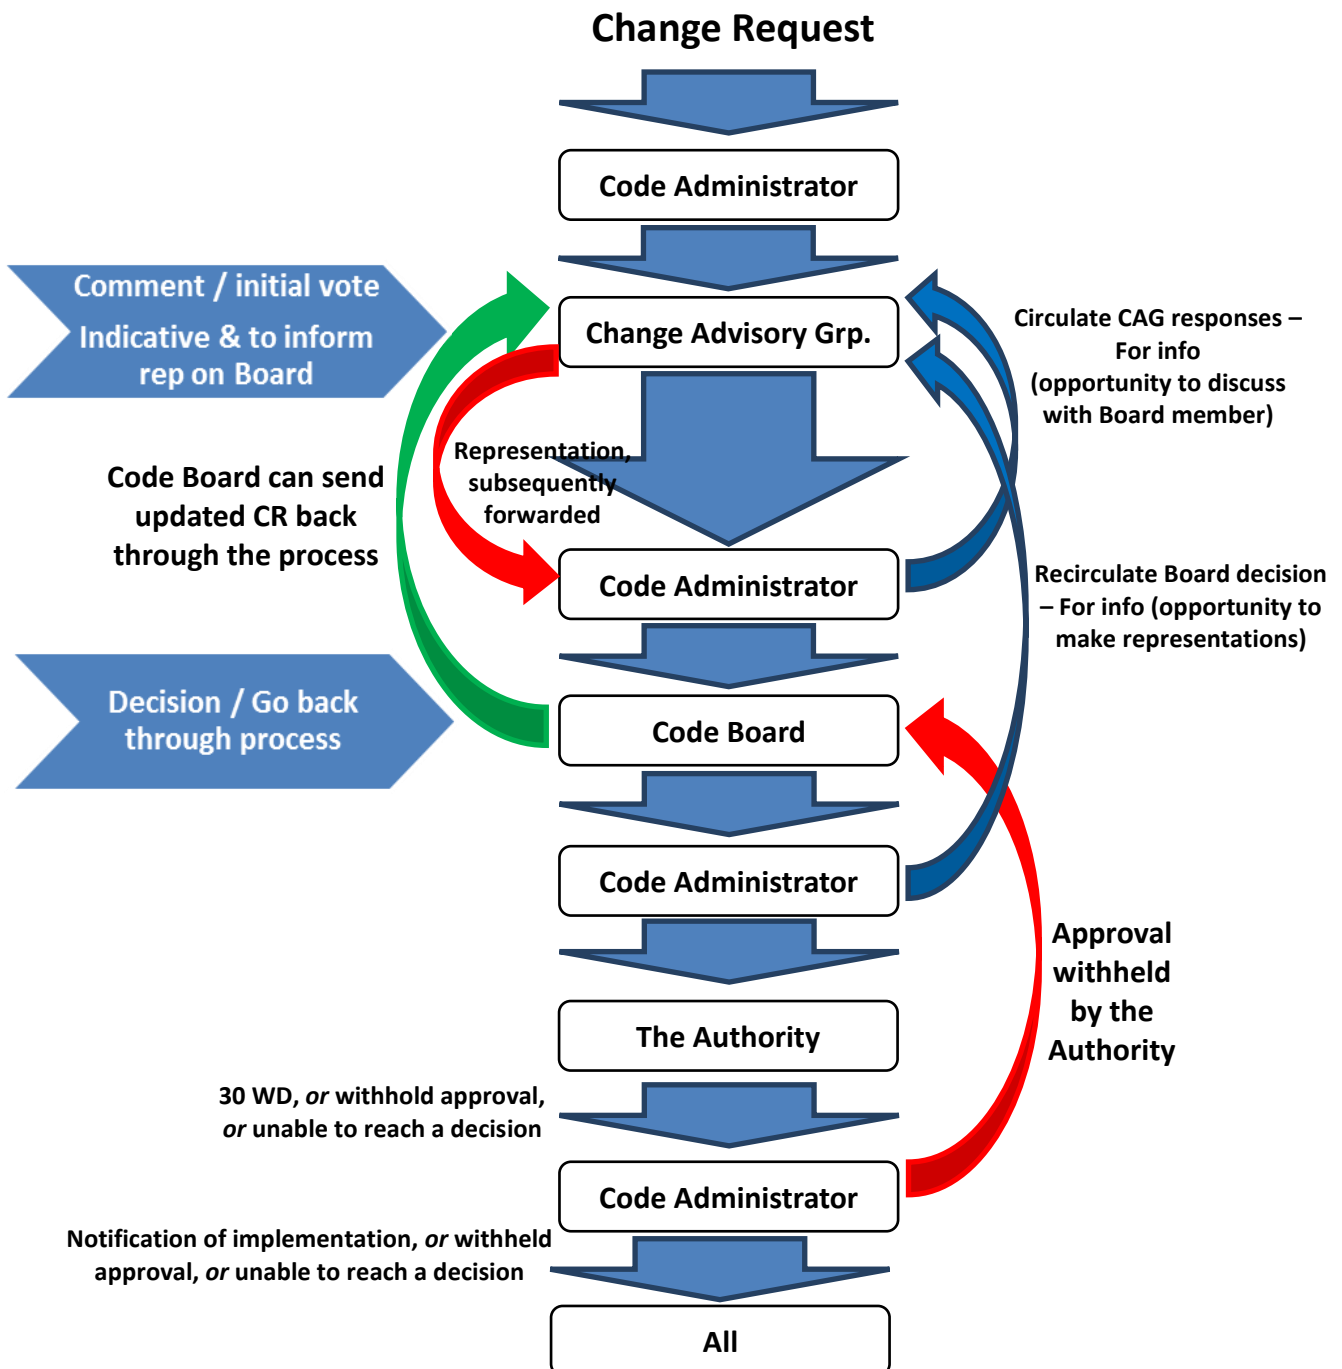 Change Request
Code Administrator
Comment / initial vote
Indicative & to inform
rep on Board
Change Advisory Grp.
Circulate CAG responses –
For info
(opportunity to discuss
with Board member)
Representation,
subsequently
forwarded
Code Board can send
updated CR back
through the process
Code Administrator
Recirculate Board decision
– For info (opportunity to
make representations)
Decision / Go back
through process
Code Board
Code Administrator
Approval
withheld
by the
Authority
The Authority
30 WD, or withhold approval,
or unable to reach a decision
Code Administrator
Notification of implementation, or withheld
approval, or unable to reach a decision
All